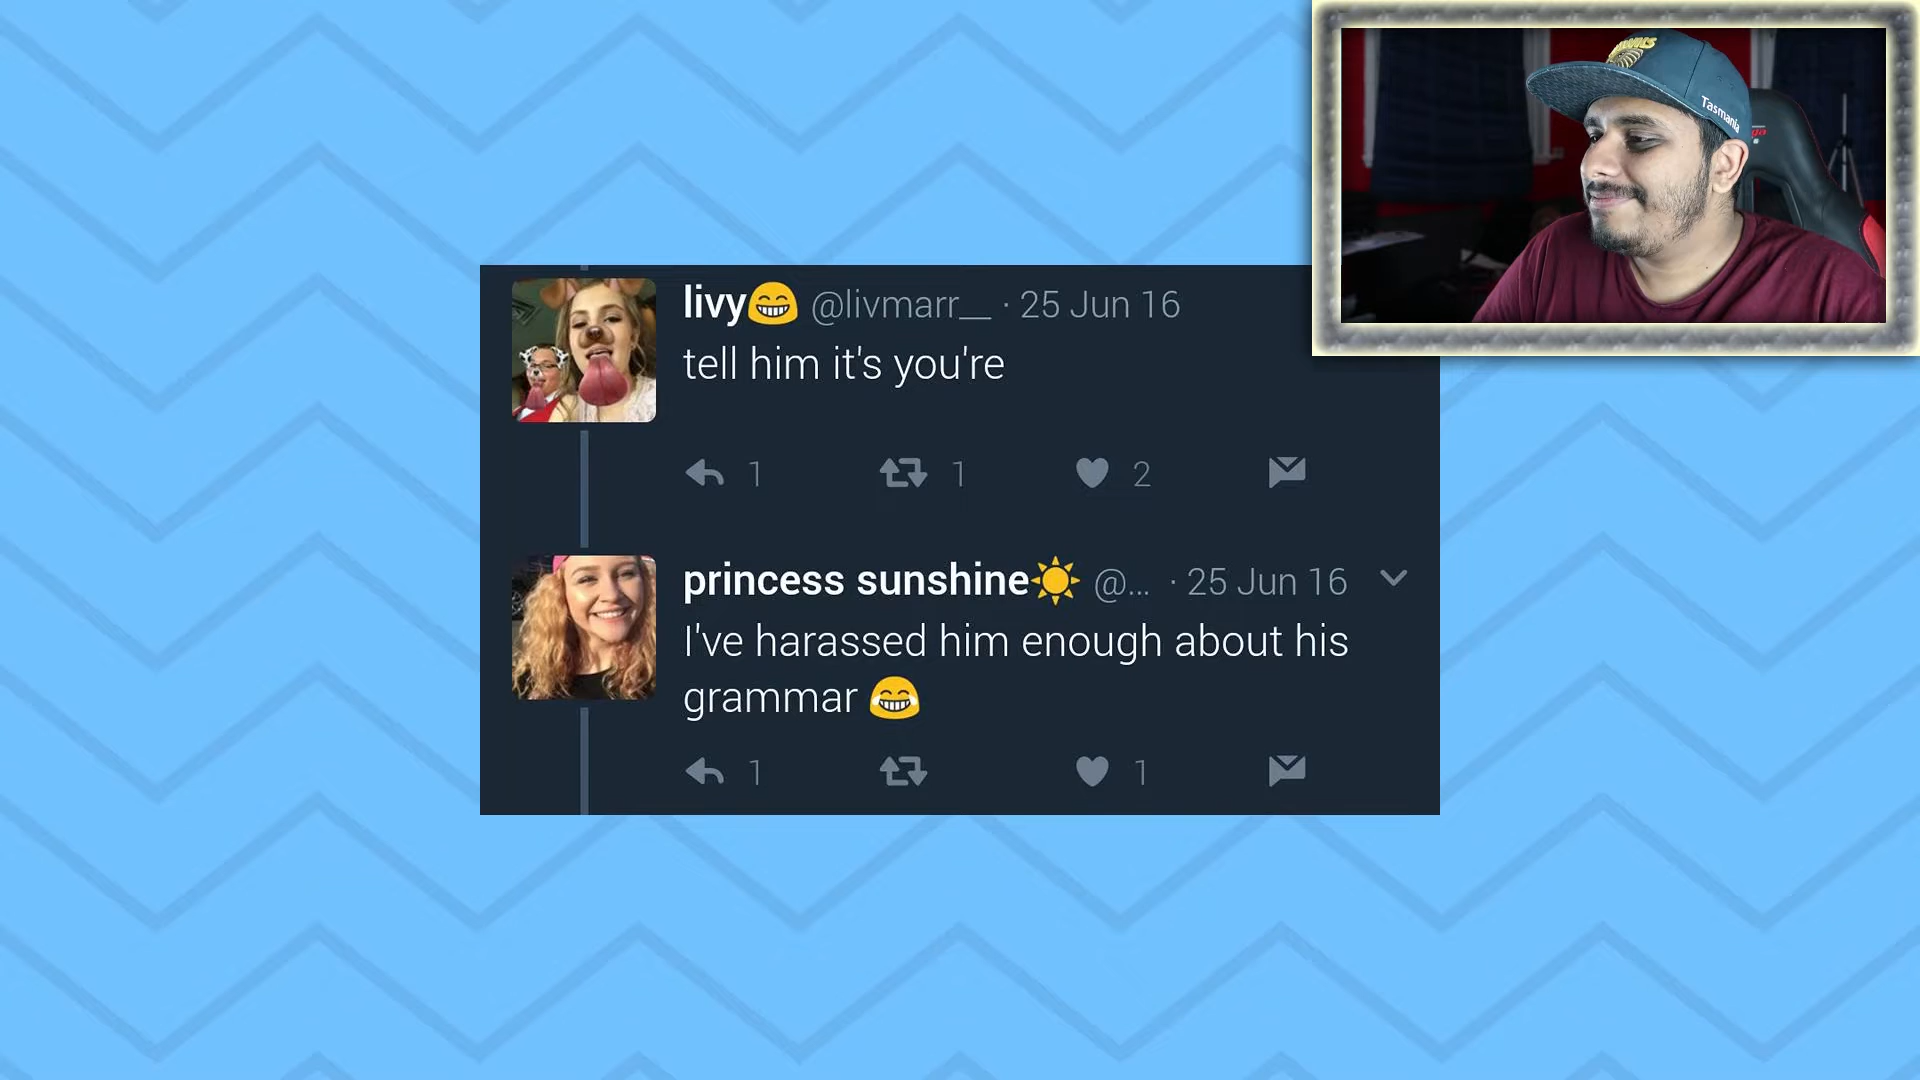 livy😁 @livmarr__ · 25 Jun 16
tell him it's you're
1 1 2
princess sunshine☀ @... · 25 Jun 16
I've harassed him enough about his
grammar 😂
1 1
Tasmania